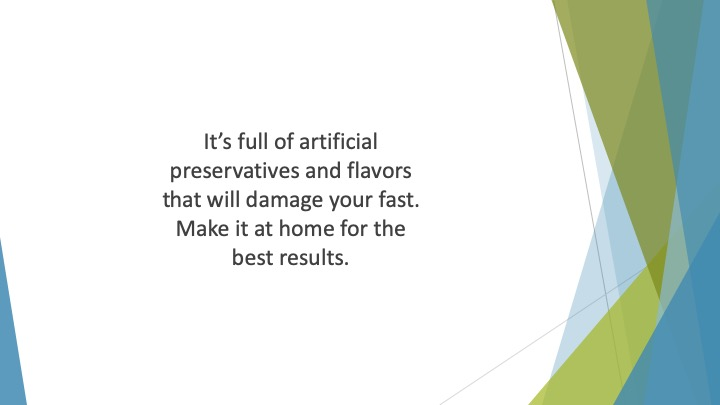 It’s full of artificial
preservatives and flavors
that will damage your fast.
Make it at home for the
best results.